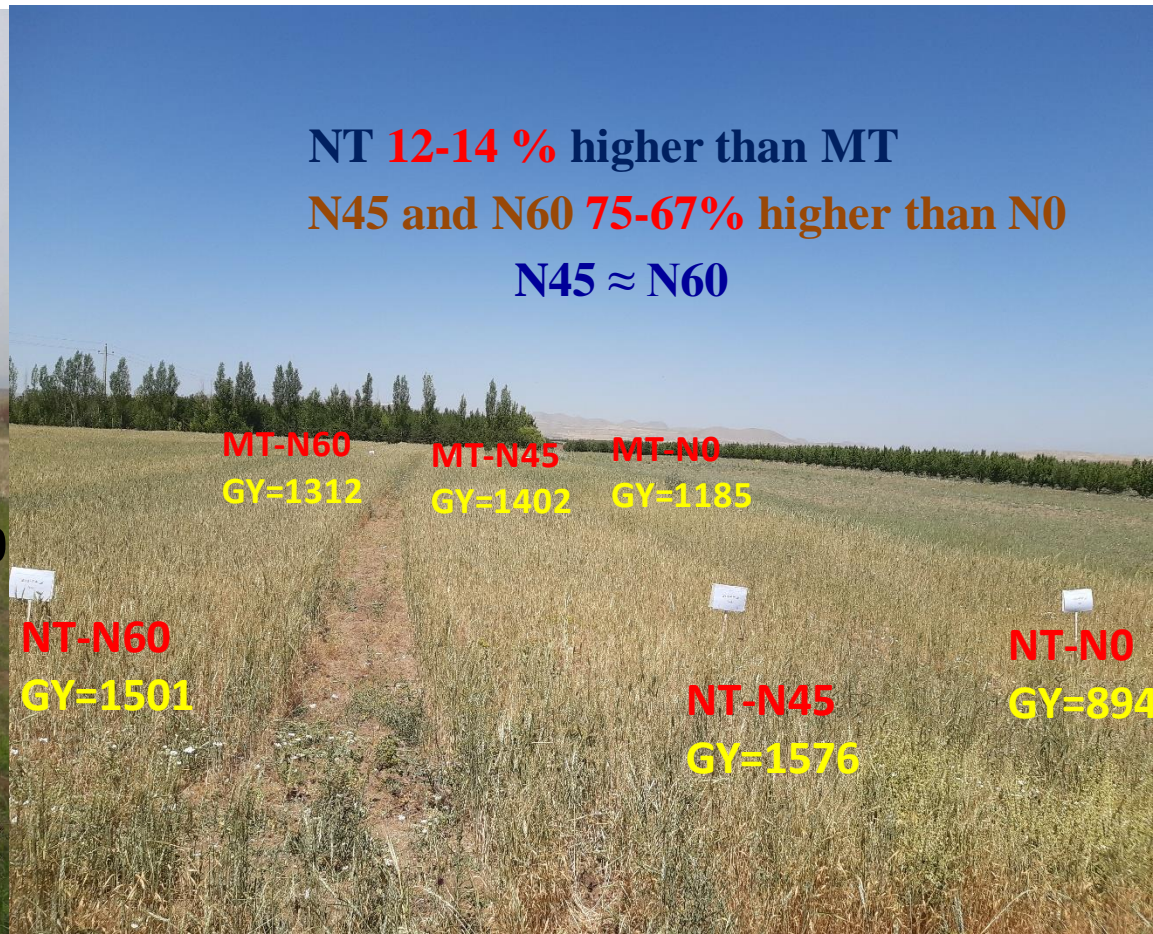 NT 12-14 % higher than MT
N45 and N60 75-67% higher than N0
N45 ≈ N60
MT-N60
GY=1312
MT-N45
GY=1402
MT-N0
GY=1185
NT-N60
GY=1501
NT-N45
GY=1576
NT-N0
GY=894